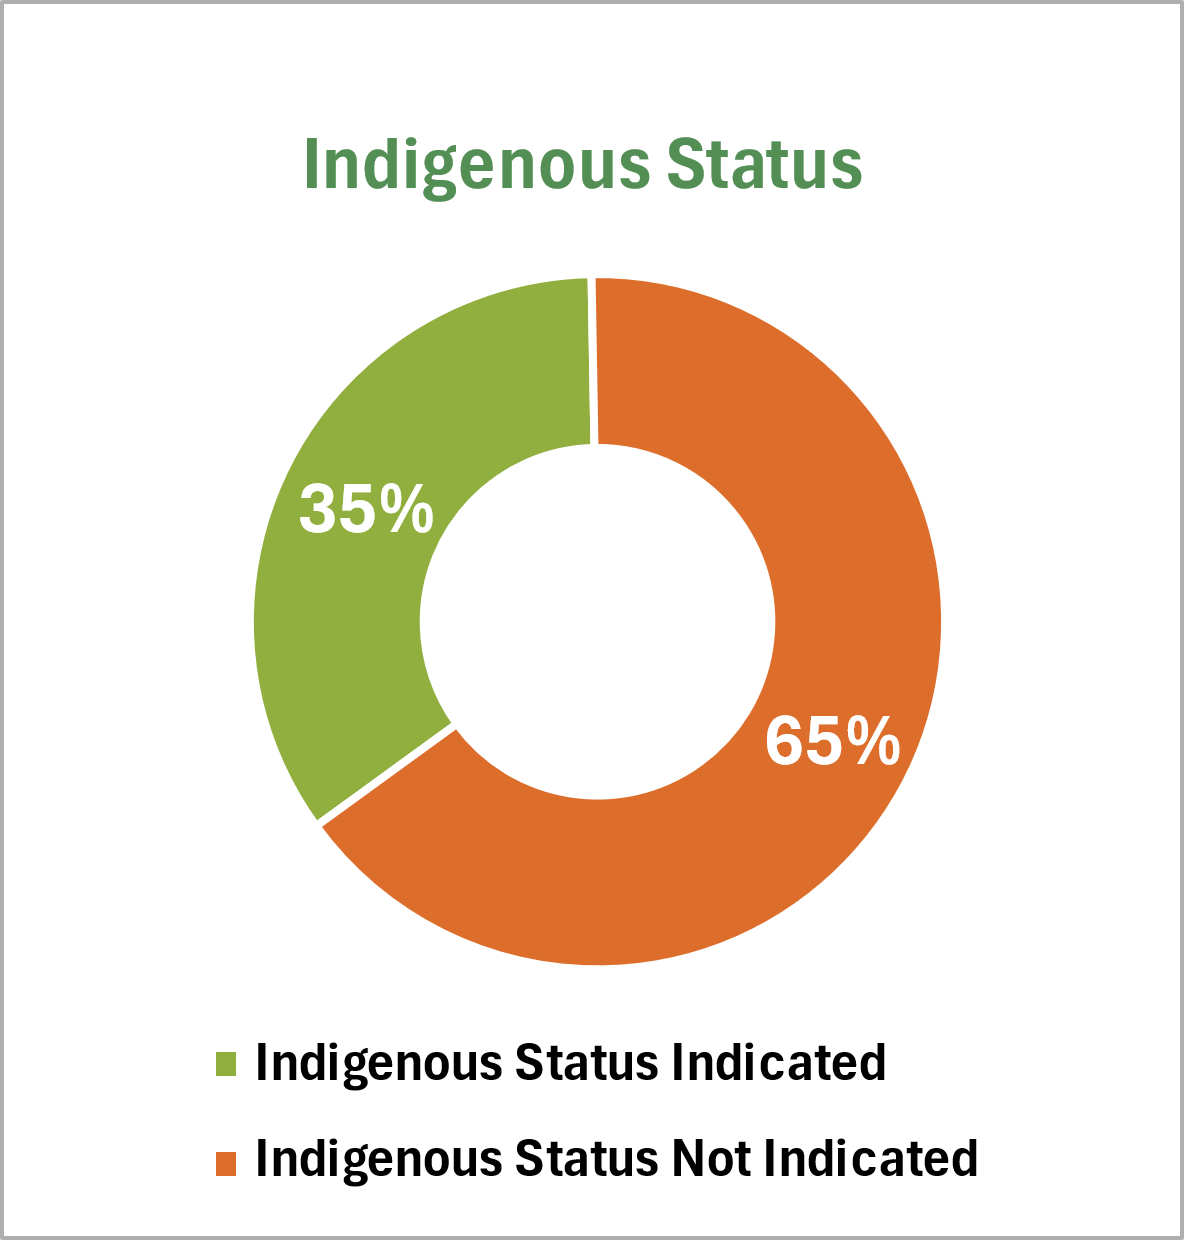 Indigenous Status
35%
65%
Indigenous Status Indicated
Indigenous Status Not Indicated